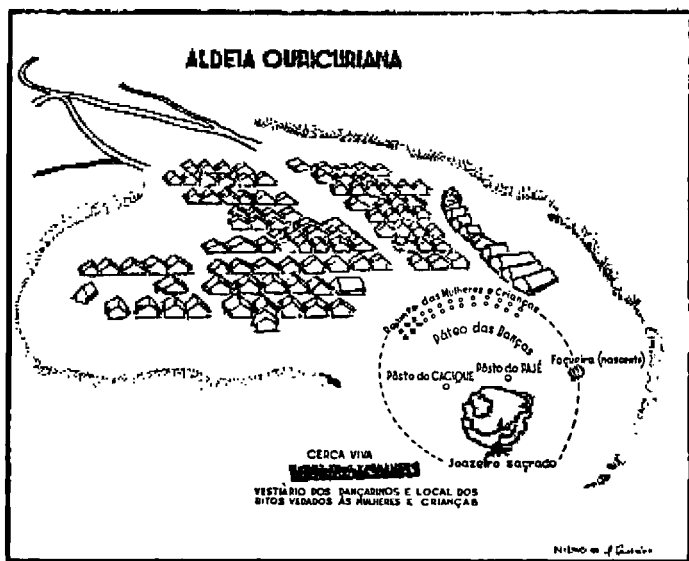 ALDEIA OURICURIANA
Reducto das Mulheres e Crianças
Páteo das Danças
Fogueira (nascente)
Pôsto do CACIQUE
Pôsto do PAJÉ
Joazeiro sagrado
CERCA VIVA
VESTIÁRIO DOS DANÇARINOS E LOCAL DOS
RITOS VEDADOS ÀS MULHERES E CRIANÇAS